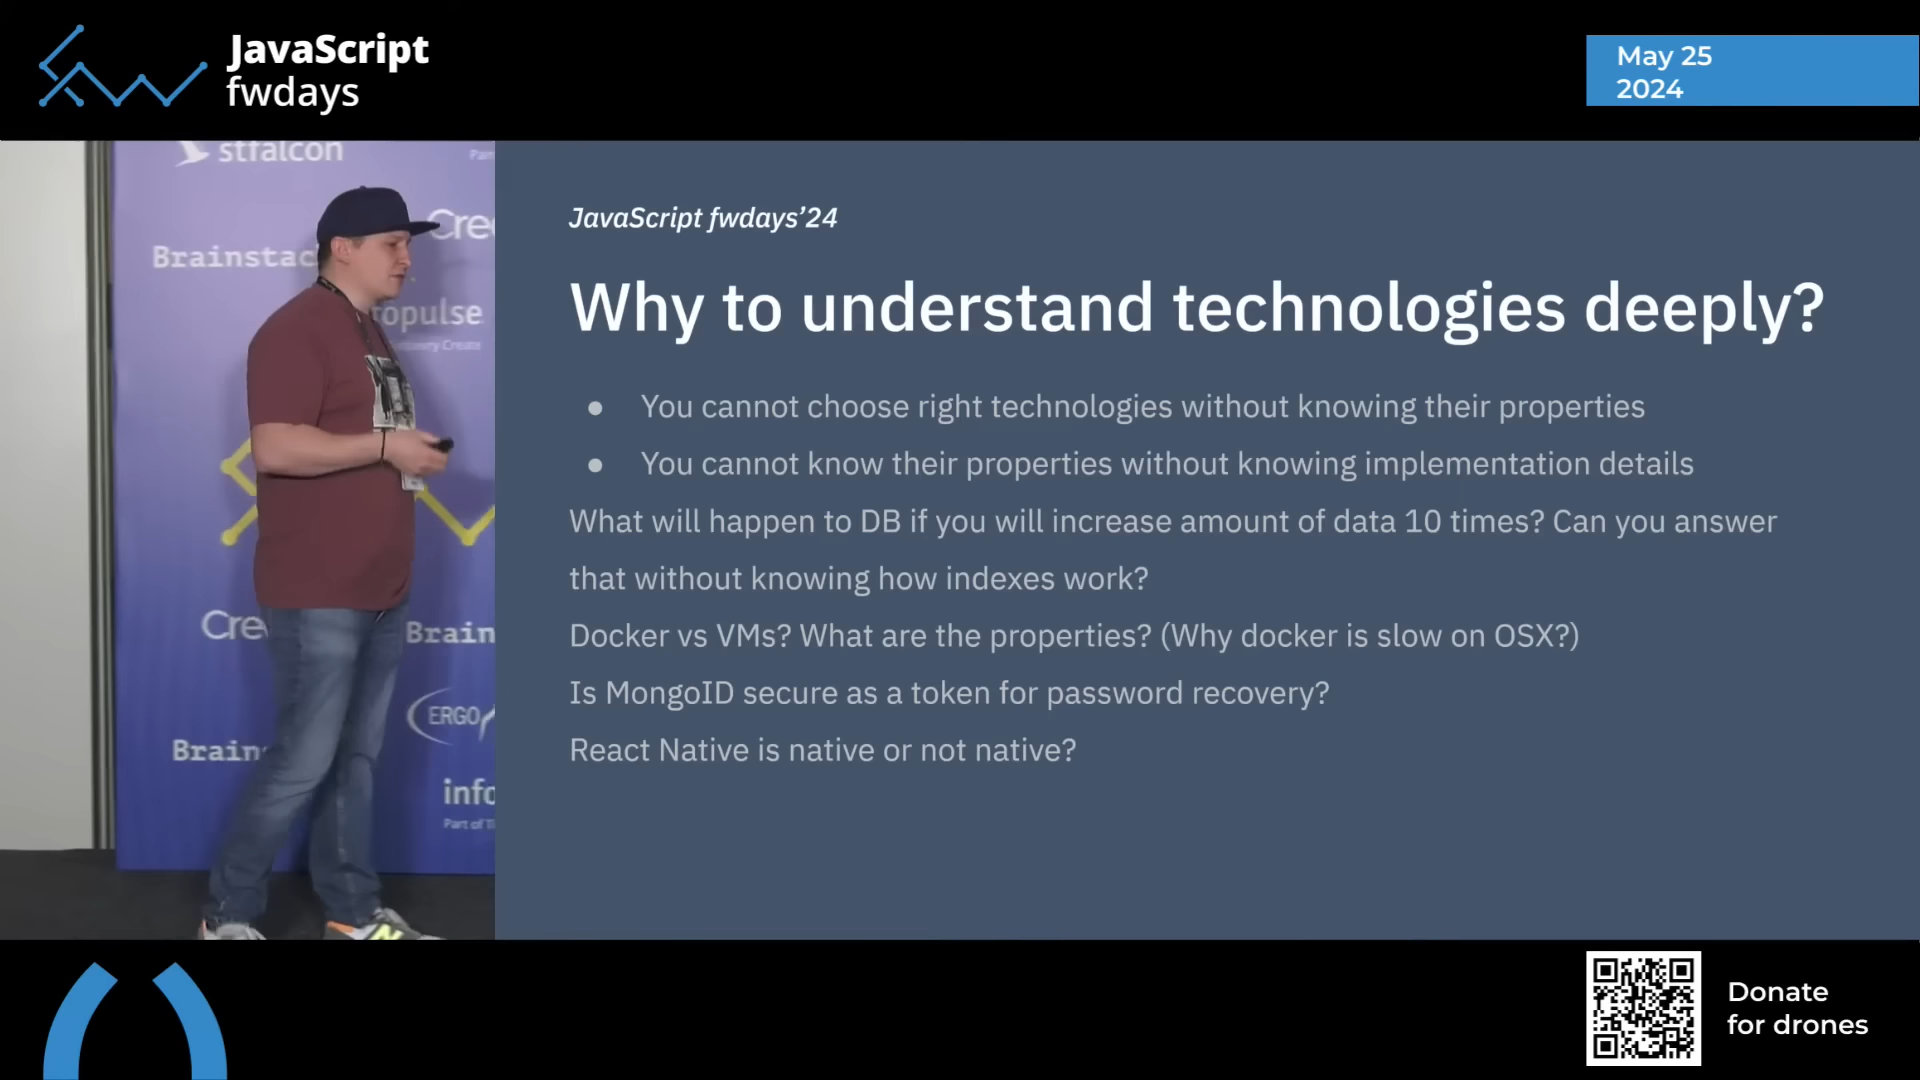 JavaScript
fwdays
May 25
2024
stfalcon
Brainstac
Cre
opulse
Cre
Brain
ERGO
Brains
info
Part of
JavaScript fwdays’24
Why to understand technologies deeply?
● You cannot choose right technologies without knowing their properties
● You cannot know their properties without knowing implementation details
What will happen to DB if you will increase amount of data 10 times? Can you answer
that without knowing how indexes work?
Docker vs VMs? What are the properties? (Why docker is slow on OSX?)
Is MongoID secure as a token for password recovery?
React Native is native or not native?
Donate
for drones